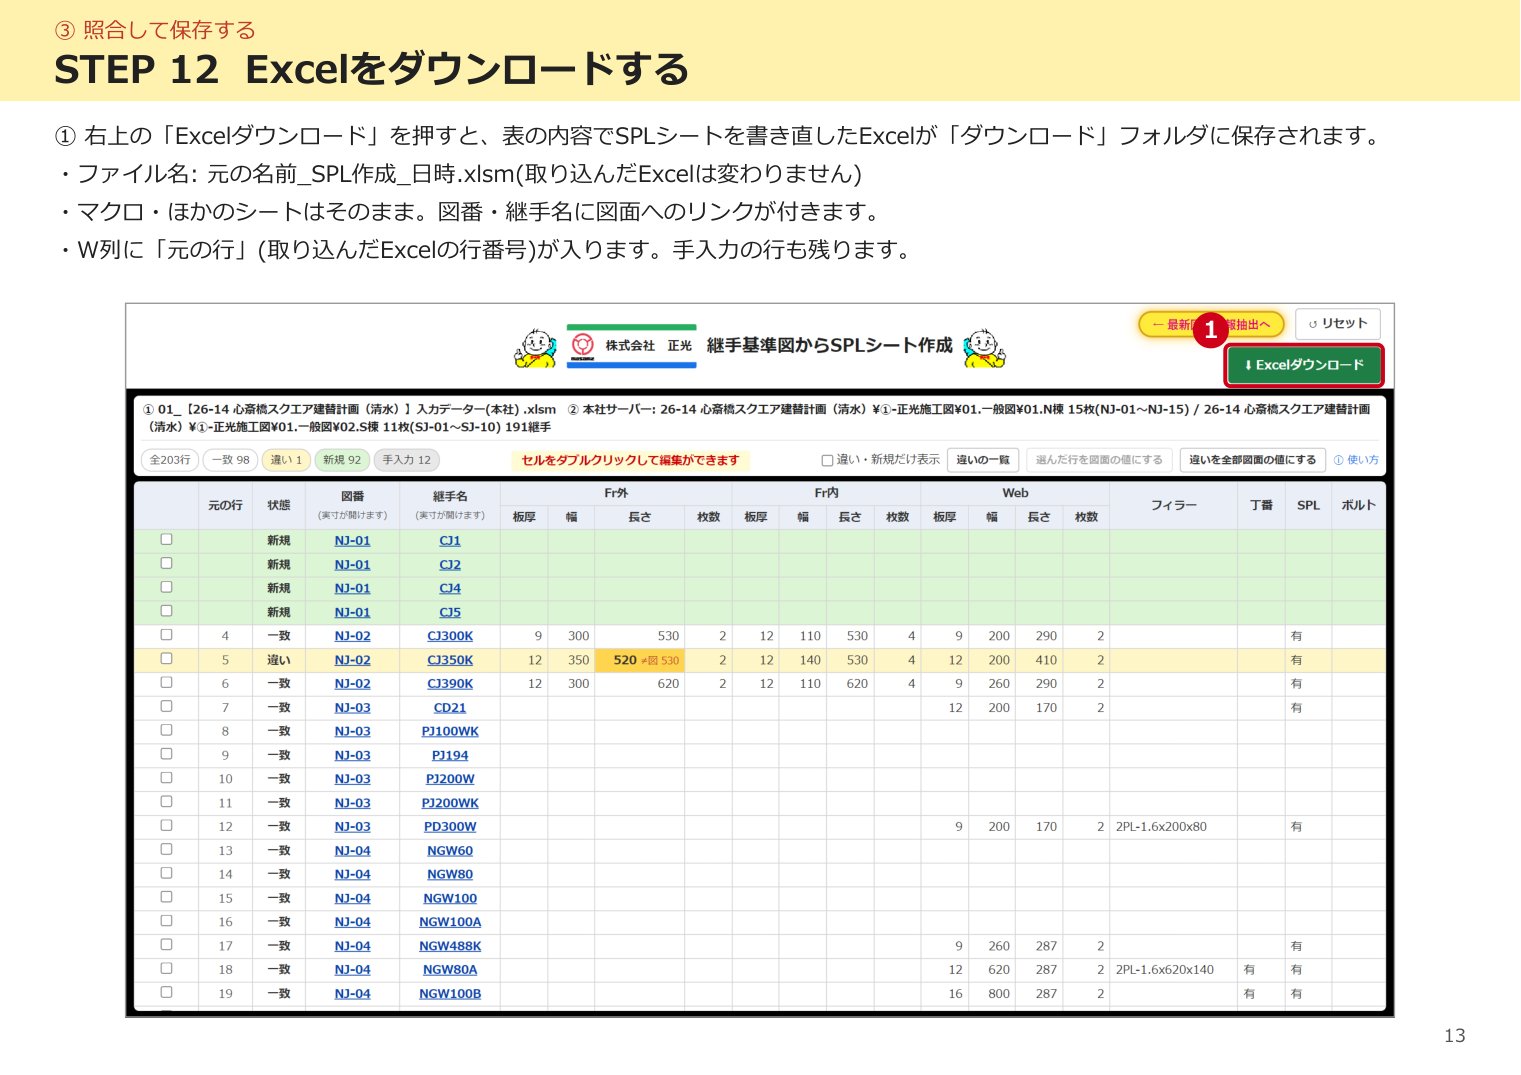 ③ 照合して保存する
STEP 12 Excelをダウンロードする
① 右上の「Excelダウンロード」を押すと、表の内容でSPLシートを書き直したExcelが「ダウンロード」フォルダに保存されます。
・ファイル名: 元の名前_SPL作成_日時.xlsm(取り込んだExcelは変わりません)
・マクロ・ほかのシートはそのまま。図番・継手名に図面へのリンクが付きます。
・W列に「元の行」(取り込んだExcelの行番号)が入ります。手入力の行も残ります。
株式会社 正光 継手基準図からSPLシート作成
←最新 報抽出へ
1
↺ リセット
⬇ Excelダウンロード
① 01_【26-14 心斎橋スクエア建替計画（清水）】入力データー(本社) .xlsm ② 本社サーバー: 26-14 心斎橋スクエア建替計画（清水）¥①-正光施工図¥01.一般図¥01.N棟 15枚(NJ-01～NJ-15) / 26-14 心斎橋スクエア建替計画
（清水）¥①-正光施工図¥01.一般図¥02.S棟 11枚(SJ-01～SJ-10) 191継手
全203行 一致 98 違い 1 新規 92 手入力 12 セルをダブルクリックして編集ができます 違い・新規だけ表示 違いの一覧 選んだ行を図面の値にする 違いを全部図面の値にする ① 使い方
元の行 状態 図番 継手名 Fr外 Fr内 Web フィラー 丁番 SPL ボルト
(実寸が開けます) (実寸が開けます) 板厚 幅 長さ 枚数 板厚 幅 長さ 枚数 板厚 幅 長さ 枚数
新規 NJ-01 CJ1
新規 NJ-01 CJ2
新規 NJ-01 CJ4
新規 NJ-01 CJ5
4 一致 NJ-02 CJ300K 9 300 530 2 12 110 530 4 9 200 290 2 有
5 違い NJ-02 CJ350K 12 350 520 ≠図 530 2 12 140 530 4 12 200 410 2 有
6 一致 NJ-02 CJ390K 12 300 620 2 12 110 620 4 9 260 290 2 有
7 一致 NJ-03 CD21 12 200 170 2 有
8 一致 NJ-03 PJ100WK
9 一致 NJ-03 PJ194
10 一致 NJ-03 PJ200W
11 一致 NJ-03 PJ200WK
12 一致 NJ-03 PD300W 9 200 170 2 2PL-1.6x200x80 有
13 一致 NJ-04 NGW60
14 一致 NJ-04 NGW80
15 一致 NJ-04 NGW100
16 一致 NJ-04 NGW100A
17 一致 NJ-04 NGW488K 9 260 287 2 有
18 一致 NJ-04 NGW80A 12 620 287 2 2PL-1.6x620x140 有 有
19 一致 NJ-04 NGW100B 16 800 287 2 有 有
13